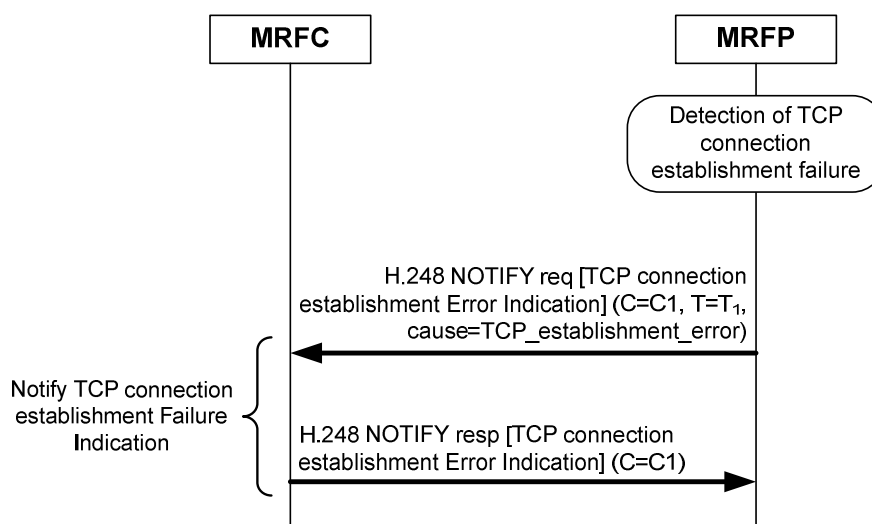 MRFC
MRFP
Detection of TCP
connection
establishment failure
H.248 NOTIFY req [TCP connection
establishment Error Indication] (C=C1, T=T₁,
cause=TCP_establishment_error)
Notify TCP connection
establishment Failure
Indication
H.248 NOTIFY resp [TCP connection
establishment Error Indication] (C=C1)